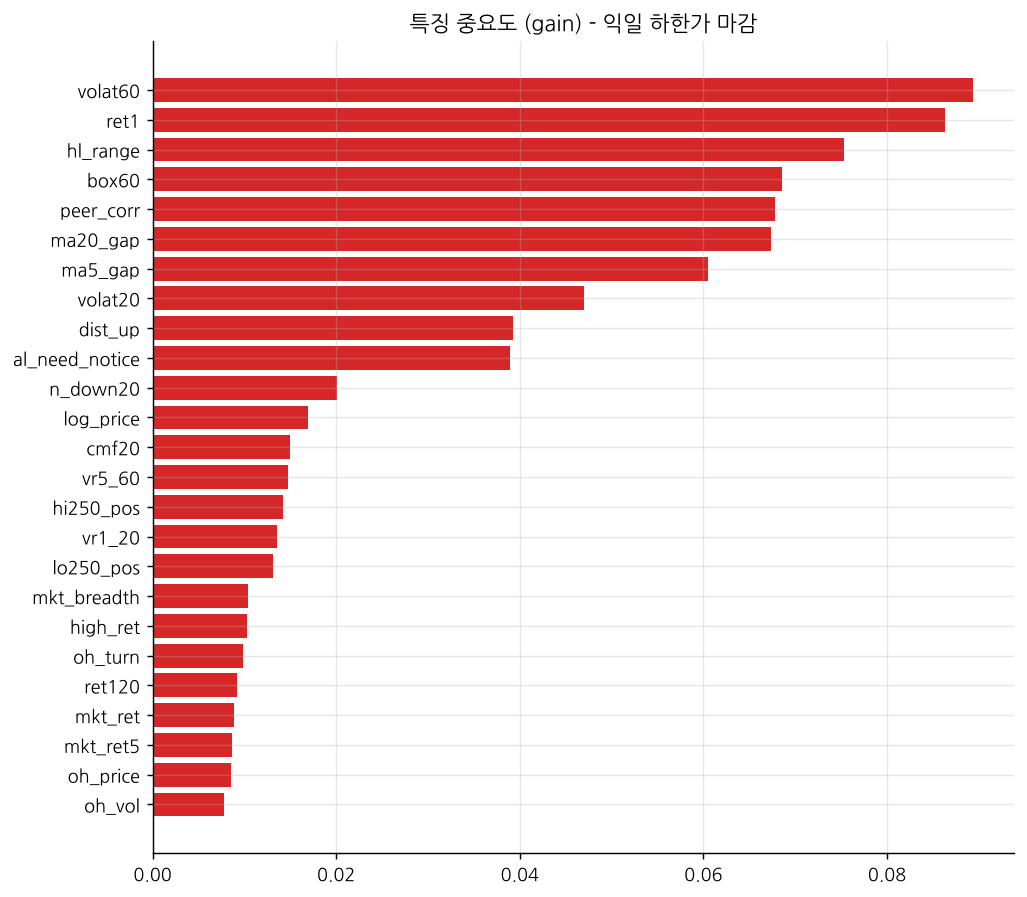 특징 중요도 (gain) - 익일 하한가 마감
volat60
ret1
hl_range
box60
peer_corr
ma20_gap
ma5_gap
volat20
dist_up
al_need_notice
n_down20
log_price
cmf20
vr5_60
hi250_pos
vr1_20
lo250_pos
mkt_breadth
high_ret
oh_turn
ret120
mkt_ret
mkt_ret5
oh_price
oh_vol
0.00 0.02 0.04 0.06 0.08